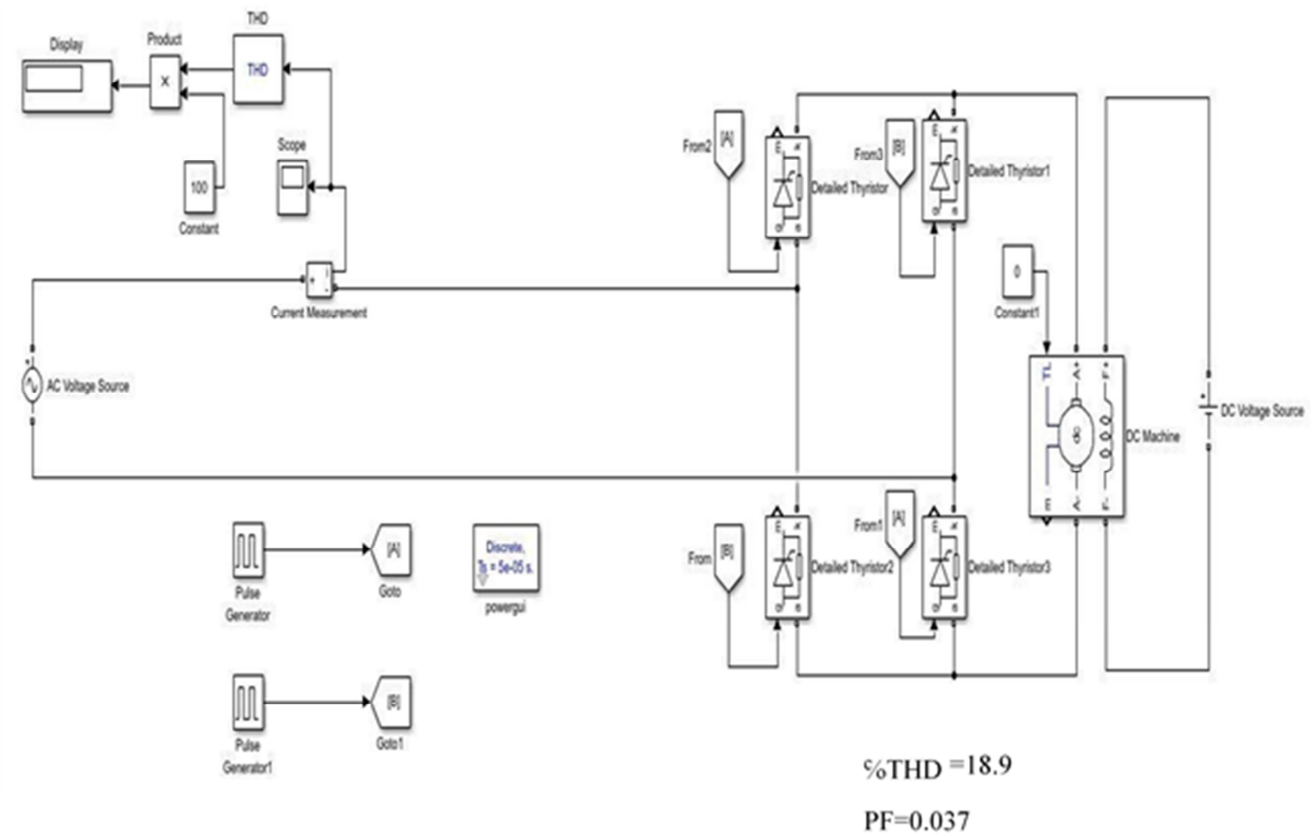 THD
Display
Product
THD
×
Scope
100
Constant
Current Measurement
AC Voltage Source
From2
[A]
Detailed Thyristor
From3
[B]
Detailed Thyristor1
0
Constant1
TL
A+
F+
dc
A-
F-
DC Machine
DC Voltage Source
From
[B]
Detailed Thyristor2
From1
[A]
Detailed Thyristor3
Pulse
Generator
[A]
Goto
Discrete,
Ts = 5e-05 s.
powergui
Pulse
Generator1
[B]
Goto1
%THD =18.9
PF=0.037